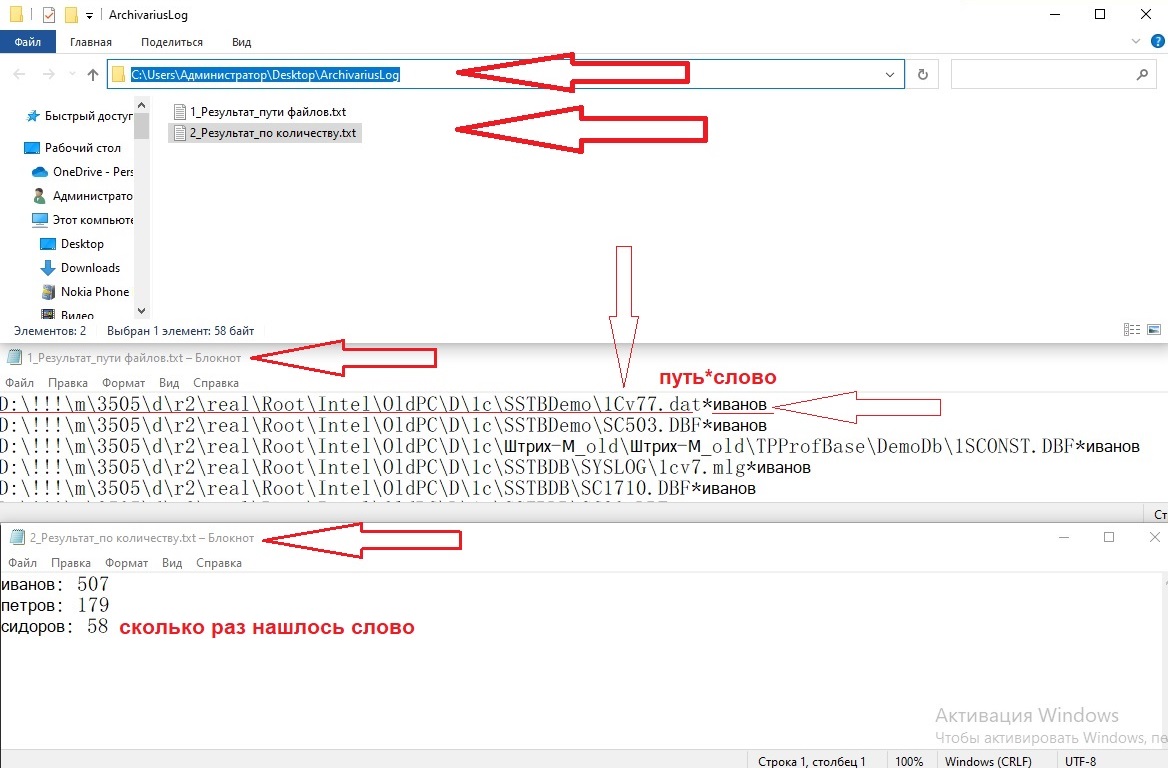 ArchivariusLog
Файл Главная Поделиться Вид
C:\Users\Администратор\Desktop\ArchivariusLog
Быстрый доступ
Рабочий стол
OneDrive - Pers
Администрато
Этот компьюте
Desktop
Downloads
Nokia Phone
Видео
1_Результат_пути файлов.txt
2_Результат_по количеству.txt
Элементов: 2 Выбран 1 элемент: 58 байт
1_Результат_пути файлов.txt – Блокнот
Файл Правка Формат Вид Справка
путь*слово
D:\!!!\m\3505\d\r2\real\Root\Intel\OldPC\D\1c\SSTBDemo\1Cv77.dat*иванов
D:\!!!\m\3505\d\r2\real\Root\Intel\OldPC\D\1c\SSTBDemo\SC503.DBF*иванов
D:\!!!\m\3505\d\r2\real\Root\Intel\OldPC\D\1c\Штрих-М_old\Штрих-М_old\TPProfBase\DemoDb\1SCONST.DBF*иванов
D:\!!!\m\3505\d\r2\real\Root\Intel\OldPC\D\1c\SSTBDB\SYSLOG\1cv7.mlg*иванов
D:\!!!\m\3505\d\r2\real\Root\Intel\OldPC\D\1c\SSTBDB\SC1710.DBF*иванов
Ст
2_Результат_по количеству.txt – Блокнот
Файл Правка Формат Вид Справка
иванов: 507
петров: 179
сидоров: 58 сколько раз нашлось слово
Активация Windows
Чтобы активировать Windows, пе
Строка 1, столбец 1 100% Windows (CRLF) UTF-8